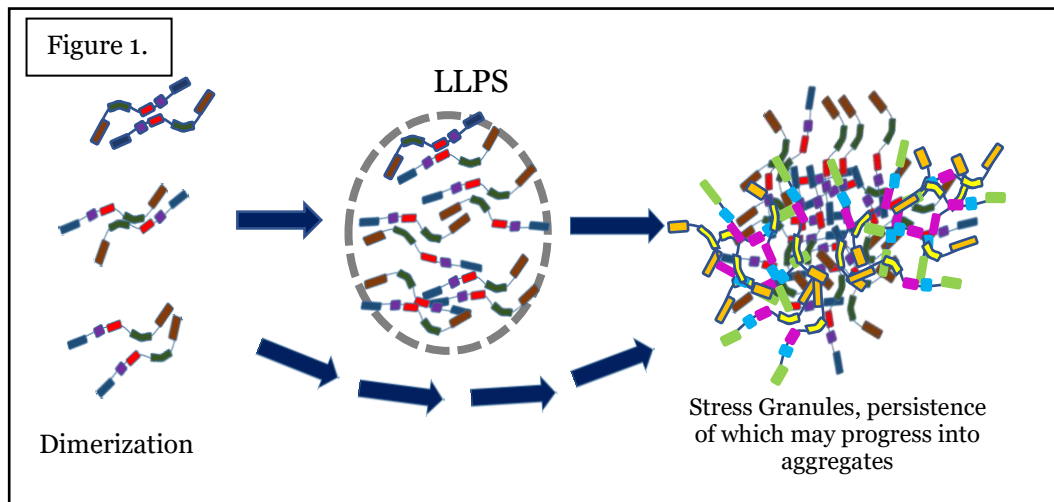 Figure 1.
LLPS
Dimerization
Stress Granules, persistence
of which may progress into
aggregates